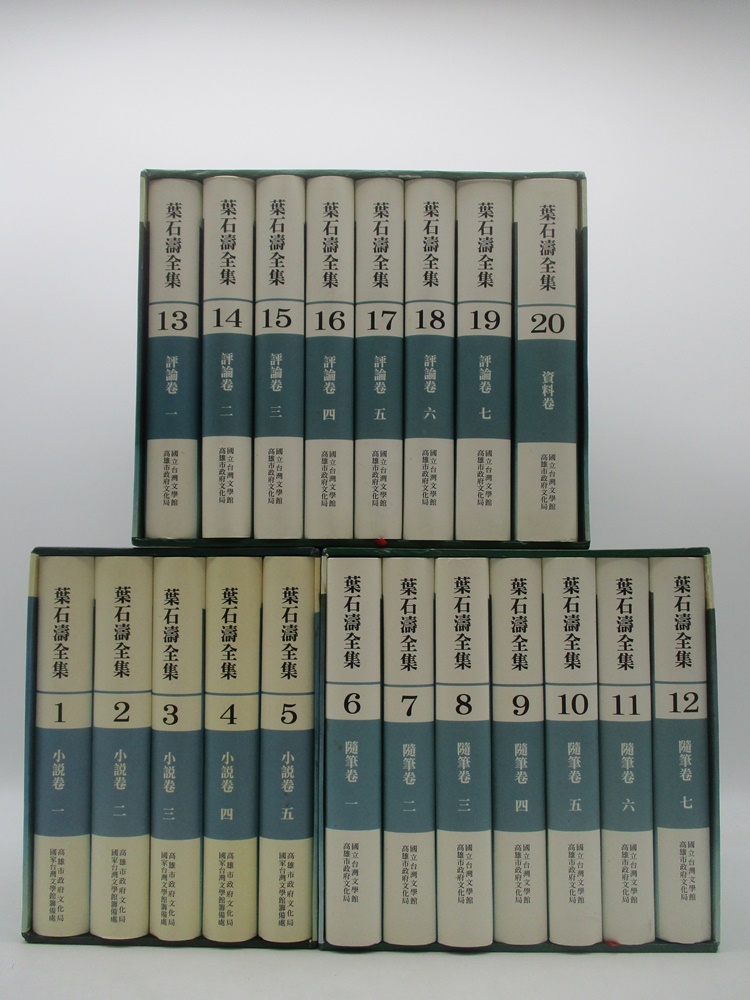 葉石濤全集
13
評論卷 一
國立台灣文學館
高雄市政府文化局
葉石濤全集
14
評論卷 二
國立台灣文學館
高雄市政府文化局
葉石濤全集
15
評論卷 三
國立台灣文學館
高雄市政府文化局
葉石濤全集
16
評論卷 四
國立台灣文學館
高雄市政府文化局
葉石濤全集
17
評論卷 五
國立台灣文學館
高雄市政府文化局
葉石濤全集
18
評論卷 六
國立台灣文學館
高雄市政府文化局
葉石濤全集
19
評論卷 七
國立台灣文學館
高雄市政府文化局
葉石濤全集
20
資料卷
國立台灣文學館
高雄市政府文化局
葉石濤全集
1
小說卷 一
高雄市政府文化局
國家台灣文學館籌備處
葉石濤全集
2
小說卷 二
高雄市政府文化局
國家台灣文學館籌備處
葉石濤全集
3
小說卷 三
高雄市政府文化局
國家台灣文學館籌備處
葉石濤全集
4
小說卷 四
高雄市政府文化局
國家台灣文學館籌備處
葉石濤全集
5
小說卷 五
高雄市政府文化局
國家台灣文學館籌備處
葉石濤全集
6
隨筆卷 一
國立台灣文學館
高雄市政府文化局
葉石濤全集
7
隨筆卷 二
國立台灣文學館
高雄市政府文化局
葉石濤全集
8
隨筆卷 三
國立台灣文學館
高雄市政府文化局
葉石濤全集
9
隨筆卷 四
國立台灣文學館
高雄市政府文化局
葉石濤全集
10
隨筆卷 五
國立台灣文學館
高雄市政府文化局
葉石濤全集
11
隨筆卷 六
國立台灣文學館
高雄市政府文化局
葉石濤全集
12
隨筆卷 七
國立台灣文學館
高雄市政府文化局